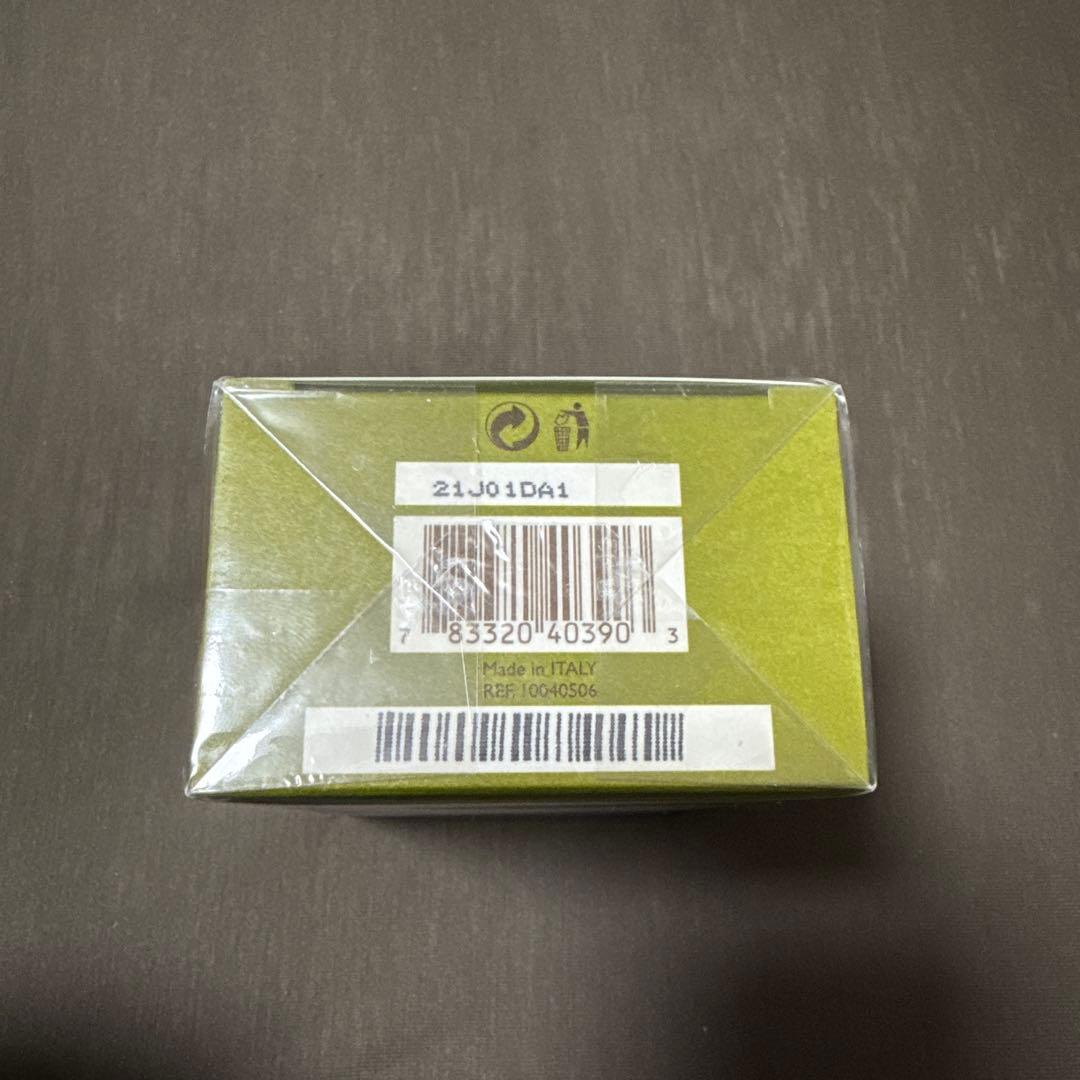 21J01DA1
7 83320 40390 3
Made in ITALY
REF. 10040506